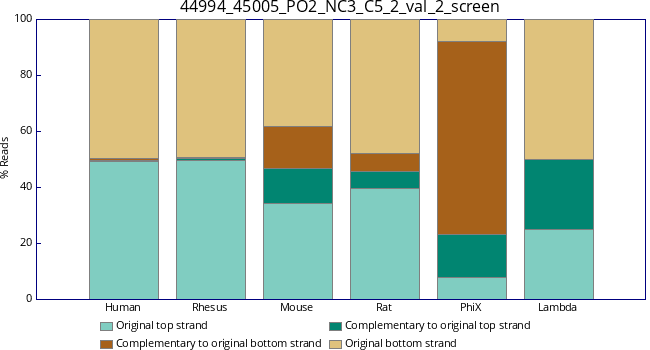 44994_45005_PO2_NC3_C5_2_val_2_screen
100
80
60
40
20
0
% Reads
Human Rhesus Mouse Rat PhiX Lambda
Original top strand Complementary to original top strand
Complementary to original bottom strand Original bottom strand